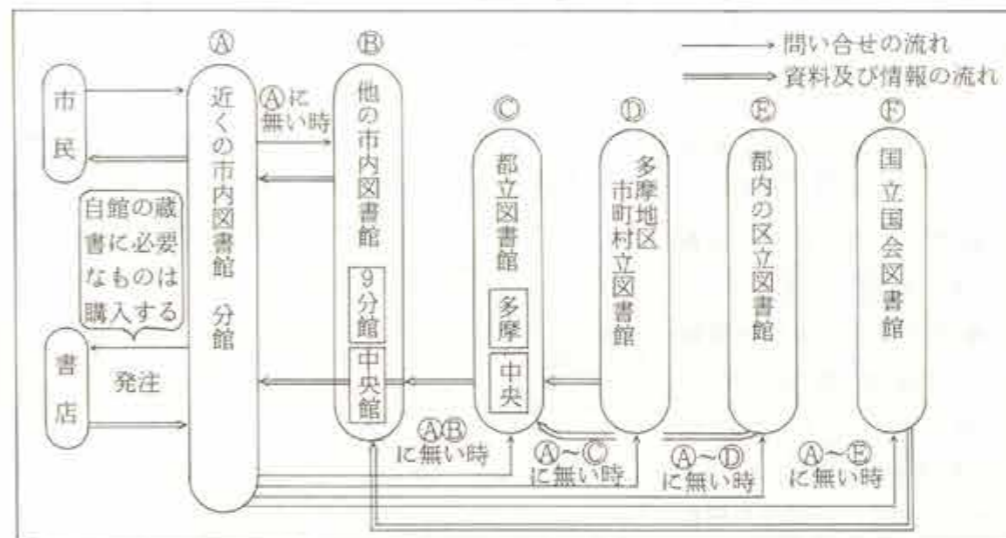 Ⓐ
Ⓑ
Ⓒ
Ⓓ
Ⓔ
Ⓕ
問い合せの流れ
資料及び情報の流れ
市民
近くの市内図書館 分館
Ⓐに
無い時
他の市内図書館
9分館
中央館
都立図書館
多摩
中央
多摩地区
市町村立図書館
都内の区立図書館
国立国会図書館
自館の蔵
書に必要
なものは
購入する
書店
発注
ⒶⒷ
に無い時
Ⓐ～Ⓒ
に無い時
Ⓐ～Ⓓ
に無い時
Ⓐ～Ⓔ
に無い時